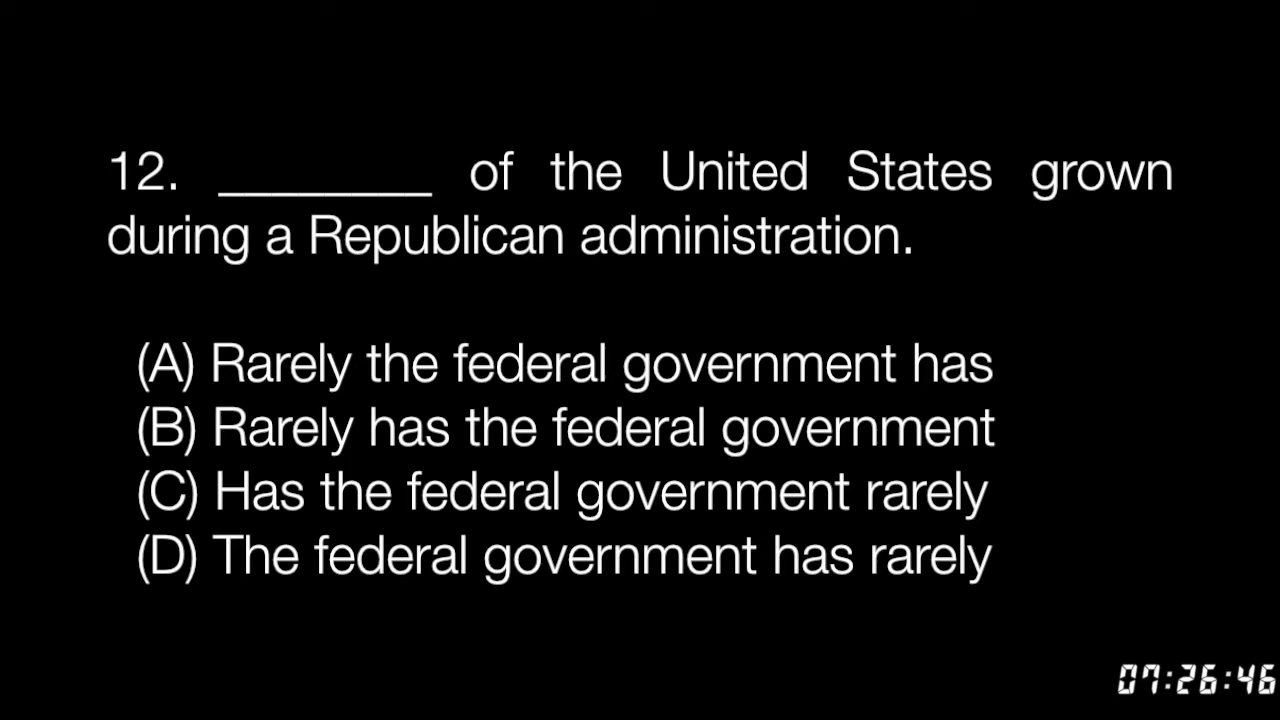 12. ________ of the United States grown
during a Republican administration.
(A) Rarely the federal government has
(B) Rarely has the federal government
(C) Has the federal government rarely
(D) The federal government has rarely
07:26:46